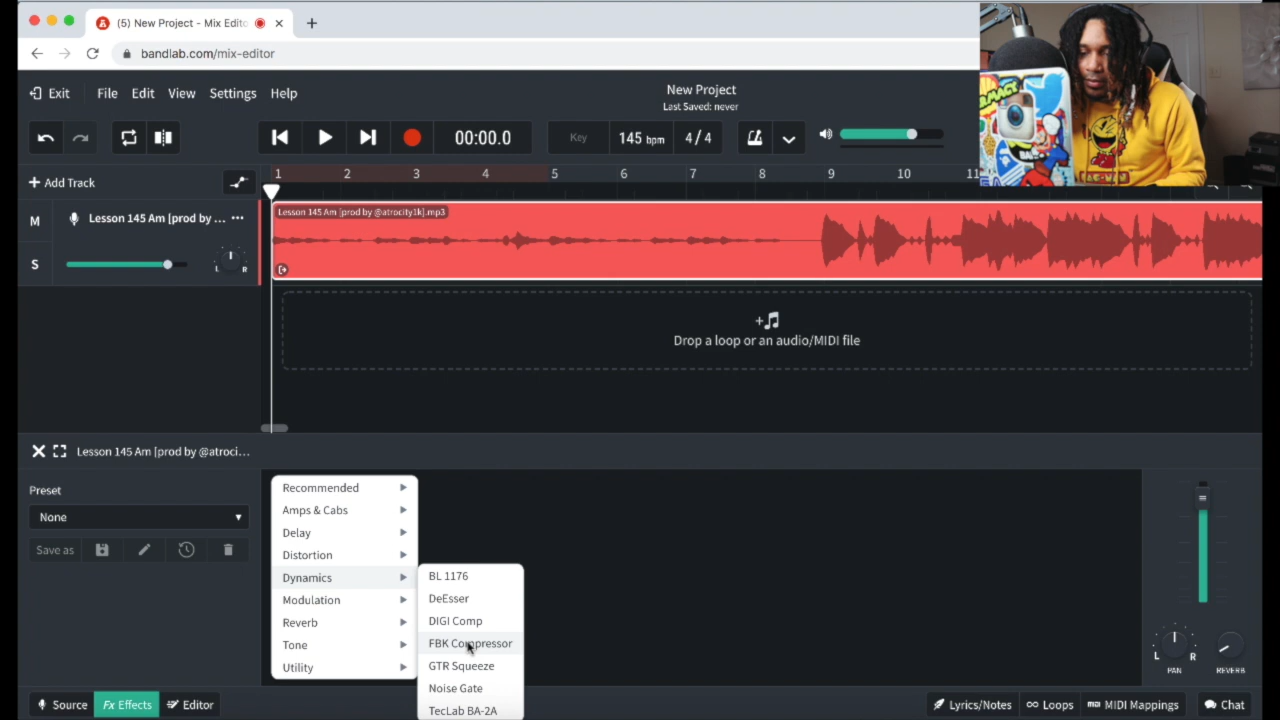 (5) New Project - Mix Edito
bandlab.com/mix-editor
Exit File Edit View Settings Help
New Project
Last Saved: never
00:00.0 Key 145 bpm 4/4
Add Track
1 2 3 4 5 6 7 8 9 10 11
M
Lesson 145 Am [prod by ...
S
L R
Lesson 145 Am [prod by @atrocity1k].mp3
Drop a loop or an audio/MIDI file
Lesson 145 Am [prod by @atroci...
Preset
None
Save as
Recommended
Amps & Cabs
Delay
Distortion
Dynamics
Modulation
Reverb
Tone
Utility
BL 1176
DeEsser
DIGI Comp
FBK Compressor
GTR Squeeze
Noise Gate
TecLab BA-2A
L R
PAN REVERB
Source Fx Effects Editor
Lyrics/Notes Loops MIDI Mappings Chat